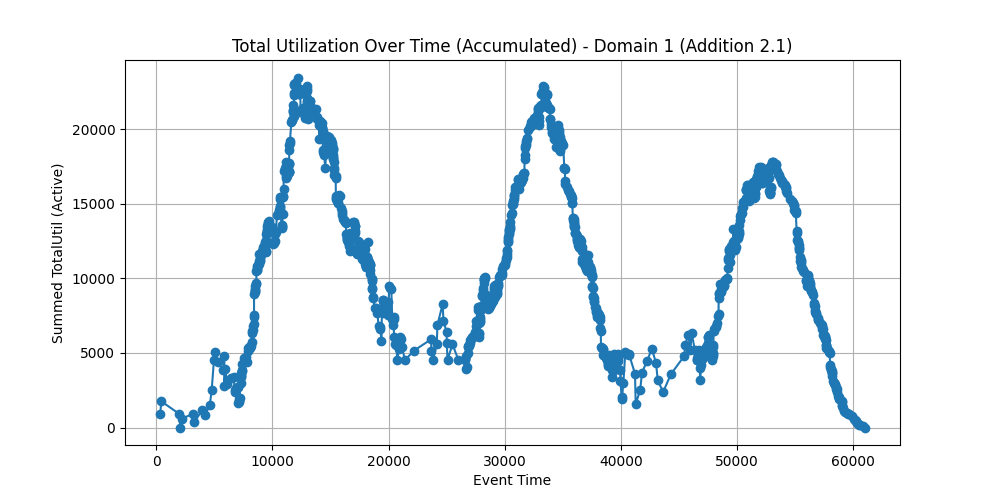 Total Utilization Over Time (Accumulated) - Domain 1 (Addition 2.1)
Summed TotalUtil (Active)
20000
15000
10000
5000
0
0 10000 20000 30000 40000 50000 60000
Event Time